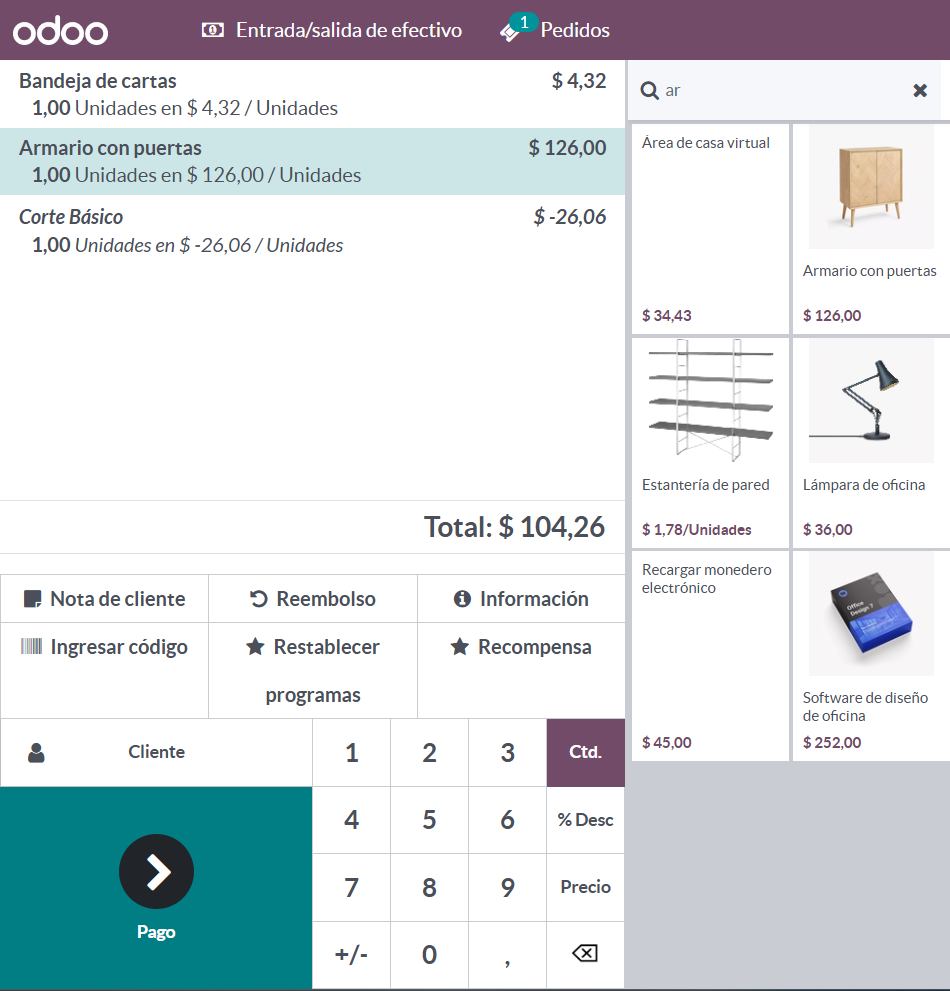 odoo
Entrada/salida de efectivo
1
Pedidos
Bandeja de cartas $ 4,32
1,00 Unidades en $ 4,32 / Unidades
Armario con puertas $ 126,00
1,00 Unidades en $ 126,00 / Unidades
Corte Básico $ -26,06
1,00 Unidades en $ -26,06 / Unidades
Total: $ 104,26
Nota de cliente
Reembolso
Información
Ingresar código
Restablecer
programas
Recompensa
Cliente
1 2 3 Ctd.
4 5 6 % Desc
7 8 9 Precio
+/- 0 ,
Pago
ar
Área de casa virtual
$ 34,43
Armario con puertas
$ 126,00
Estantería de pared
$ 1,78/Unidades
Lámpara de oficina
$ 36,00
Recargar monedero
electrónico
$ 45,00
Office
Design 7
Software de diseño
de oficina
$ 252,00